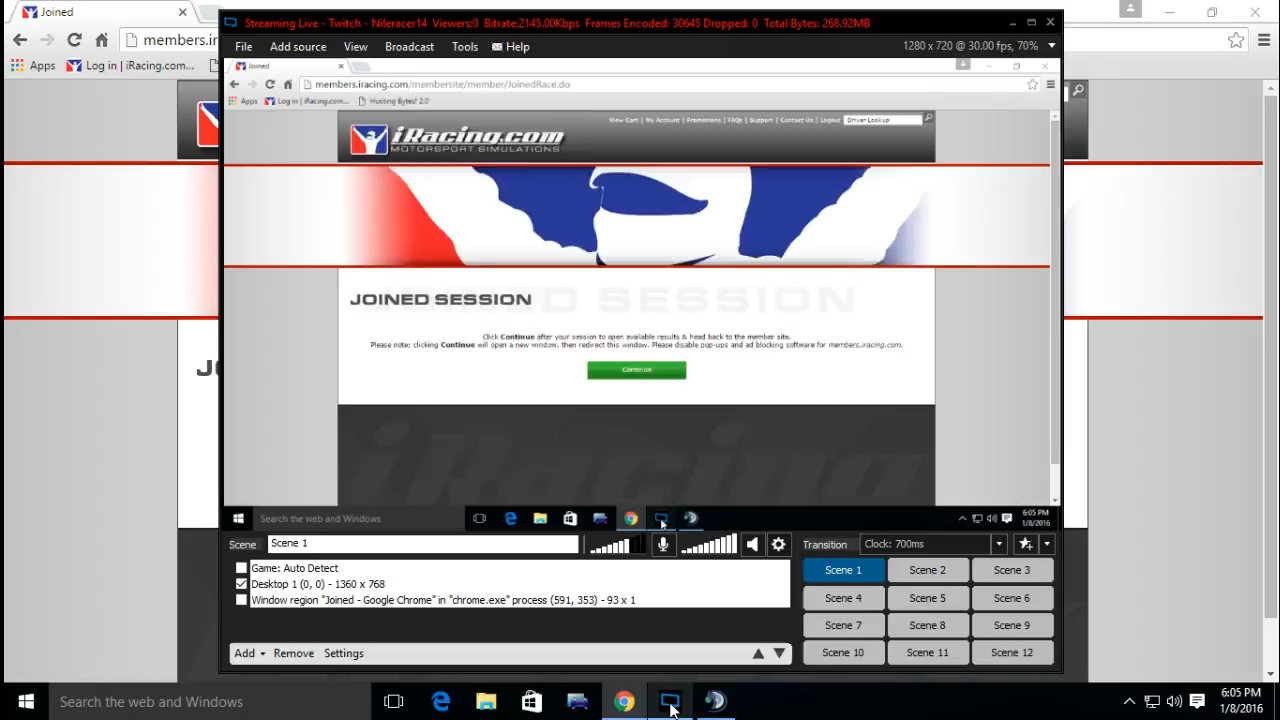 Joined
members.ir
Apps Log in | iRacing.com...
Streaming Live - Twitch - Nileracer14 Viewers:0 Bitrate:2145.00Kbps Frames Encoded: 30645 Dropped: 0 Total Bytes: 268.92MB
File Add source View Broadcast Tools Help
1280 x 720 @ 30.00 fps, 70%
Joined
members.iracing.com/membersite/member/JoinedRace.do
Apps Log in | iRacing.com... Hosting Bytes! 2.0
View Cart | My Account | Promotions | FAQs | Support | Contact Us | Logout Driver Lookup
iRacing.com
MOTORSPORT SIMULATIONS
JOINED SESSION
JOINED SESSION
Click Continue after your session to open available results & head back to the member site.
Please note: clicking Continue will open a new window, then redirect this window. Please disable pop-ups and ad blocking software for members.iracing.com.
Continue
iRacing
JO
Search the web and Windows
6:05 PM
1/8/2016
Scene Scene 1
Transition Clock: 700ms
Game: Auto Detect
Desktop 1 (0, 0) - 1360 x 768
Window region "Joined - Google Chrome" in "chrome.exe" process (591, 353) - 93 x 1
Add Remove Settings
Scene 1 Scene 2 Scene 3
Scene 4 Scene 5 Scene 6
Scene 7 Scene 8 Scene 9
Scene 10 Scene 11 Scene 12
Search the web and Windows
6:05 PM
1/8/2016